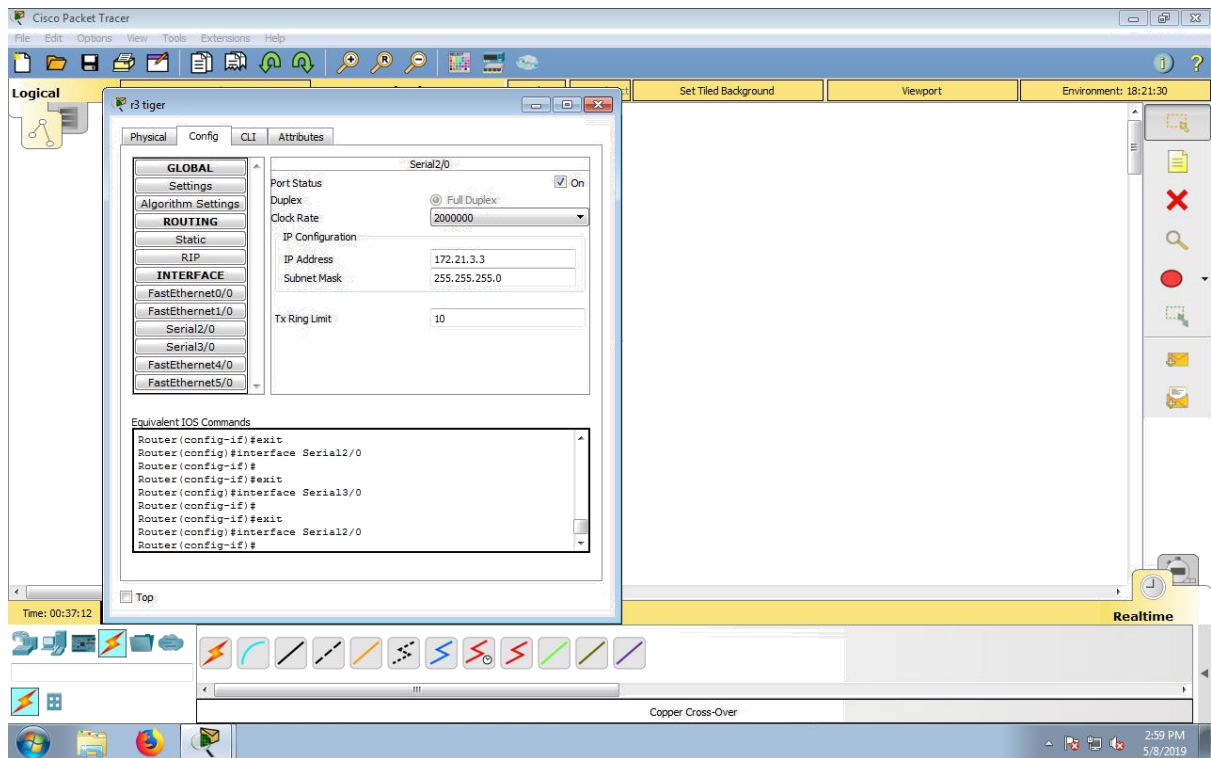 Cisco Packet Tracer
File Edit Options View Tools Extensions Help
Logical
Set Tiled Background
Viewport
Environment: 18:21:30
r3 tiger
Physical Config CLI Attributes
GLOBAL
Settings
Algorithm Settings
ROUTING
Static
RIP
INTERFACE
FastEthernet0/0
FastEthernet1/0
Serial2/0
Serial3/0
FastEthernet4/0
FastEthernet5/0
Serial2/0
Port Status On
Duplex Full Duplex
Clock Rate 2000000
IP Configuration
IP Address 172.21.3.3
Subnet Mask 255.255.255.0
Tx Ring Limit 10
Equivalent IOS Commands
Router(config-if)#exit
Router(config)#interface Serial2/0
Router(config-if)#
Router(config-if)#exit
Router(config)#interface Serial3/0
Router(config-if)#
Router(config-if)#exit
Router(config)#interface Serial2/0
Router(config-if)#
Top
Time: 00:37:12
Realtime
Copper Cross-Over
2:59 PM
5/8/2019